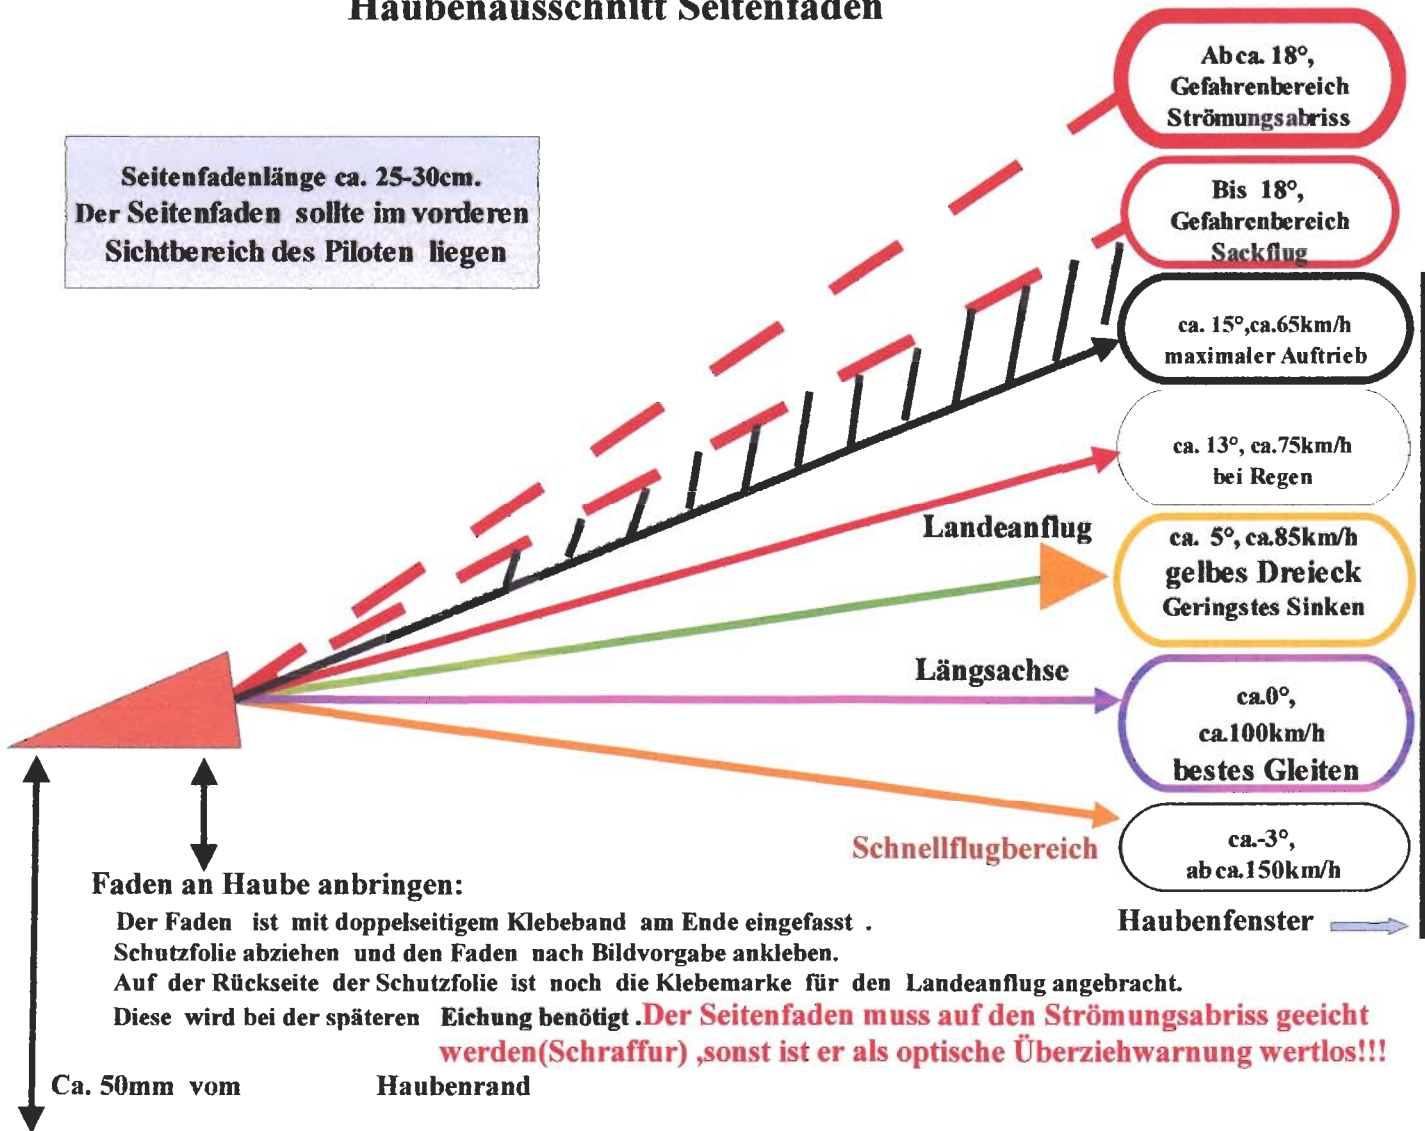 Haubenausschnitt Seitenfaden
Seitenfadenlänge ca. 25-30cm.
Der Seitenfaden sollte im vorderen
Sichtbereich des Piloten liegen
Ab ca. 18°,
Gefahrenbereich
Strömungsabriss
Bis 18°,
Gefahrenbereich
Sackflug
ca. 15°,ca.65km/h
maximaler Auftrieb
ca. 13°, ca.75km/h
bei Regen
Landeanflug
ca. 5°, ca.85km/h
gelbes Dreieck
Geringstes Sinken
Längsachse
ca.0°,
ca.100km/h
bestes Gleiten
Schnellflugbereich
ca.-3°,
ab ca.150km/h
Haubenfenster
Faden an Haube anbringen:
Der Faden ist mit doppelseitigem Klebeband am Ende eingefasst .
Schutzfolie abziehen und den Faden nach Bildvorgabe ankleben.
Auf der Rückseite der Schutzfolie ist noch die Klebemarke für den Landeanflug angebracht.
Diese wird bei der späteren Eichung benötigt .Der Seitenfaden muss auf den Strömungsabriss geeicht
werden(Schraffur) ,sonst ist er als optische Überziehwarnung wertlos!!!
Ca. 50mm vom Haubenrand